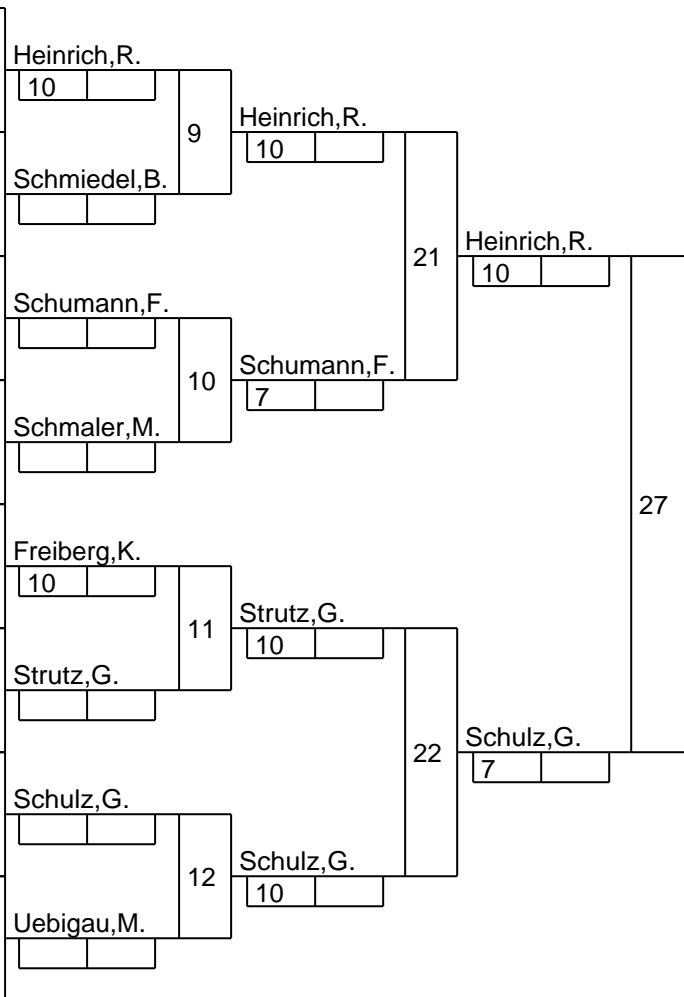 Heinrich,R.
10
9
Heinrich,R.
10
Schmiedel,B.
21
Heinrich,R.
10
Schumann,F.
10
Schumann,F.
7
Schmaler,M.
27
Freiberg,K.
10
11
Strutz,G.
10
Strutz,G.
22
Schulz,G.
7
Schulz,G.
12
Schulz,G.
10
Uebigau,M.